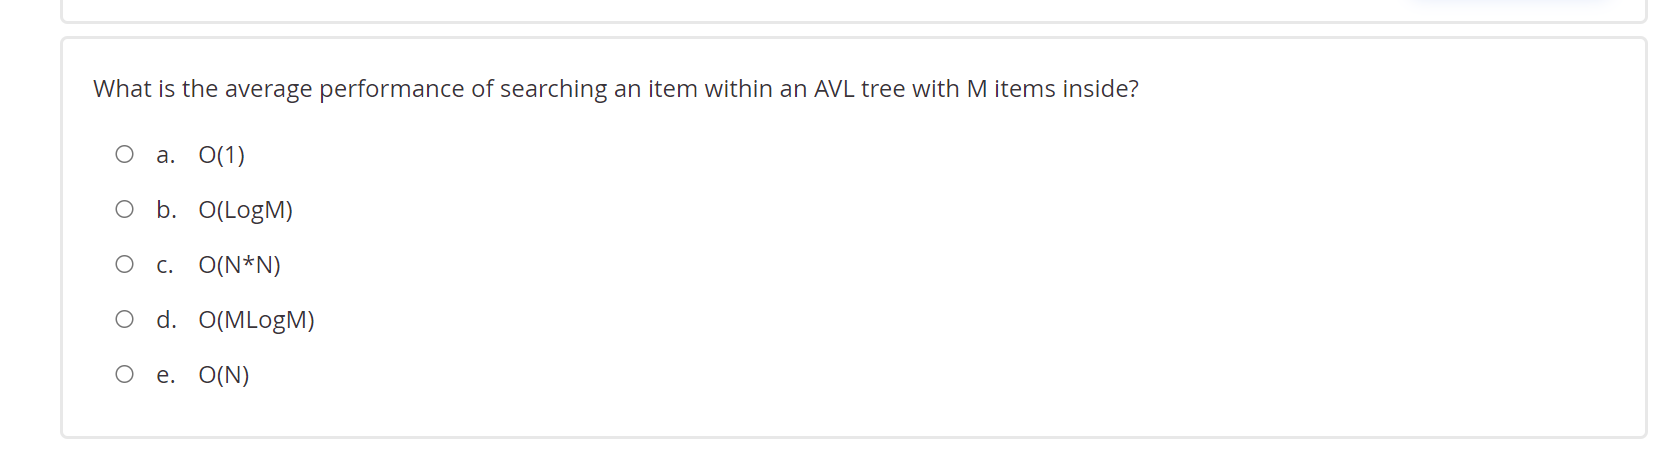 What is the average performance of searching an item within an AVL tree with M items inside?
a. O(1)
b. O(LogM)
c. O(N*N)
d. O(MLogM)
e. O(N)